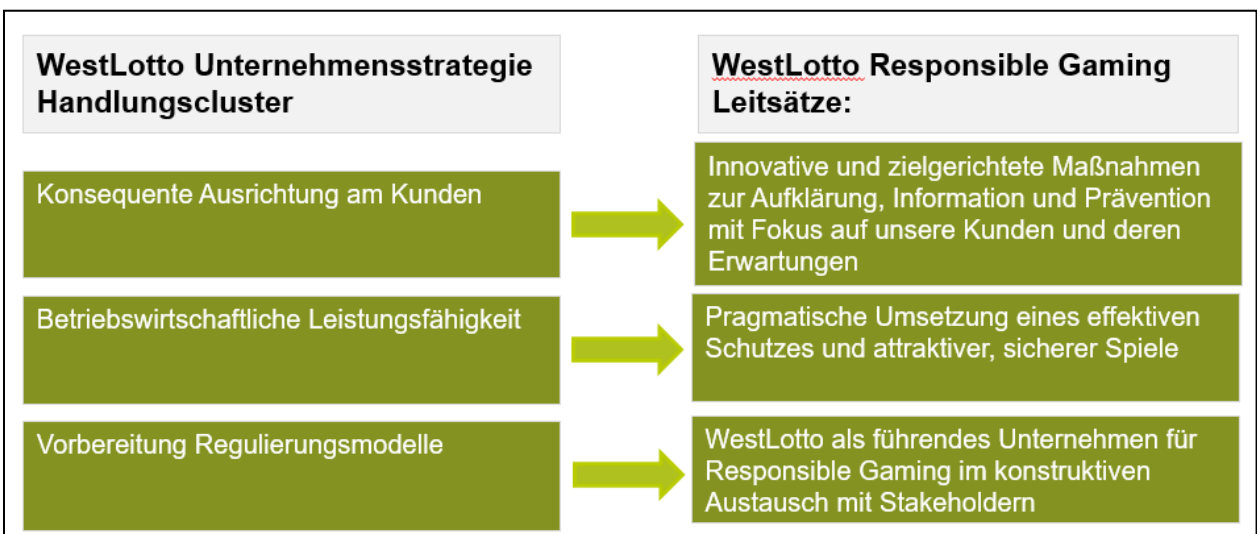 WestLotto Unternehmensstrategie
Handlungscluster
WestLotto Responsible Gaming
Leitsätze:
Konsequente Ausrichtung am Kunden
Innovative und zielgerichtete Maßnahmen
zur Aufklärung, Information und Prävention
mit Fokus auf unsere Kunden und deren
Erwartungen
Betriebswirtschaftliche Leistungsfähigkeit
Pragmatische Umsetzung eines effektiven
Schutzes und attraktiver, sicherer Spiele
Vorbereitung Regulierungsmodelle
WestLotto als führendes Unternehmen für
Responsible Gaming im konstruktiven
Austausch mit Stakeholdern